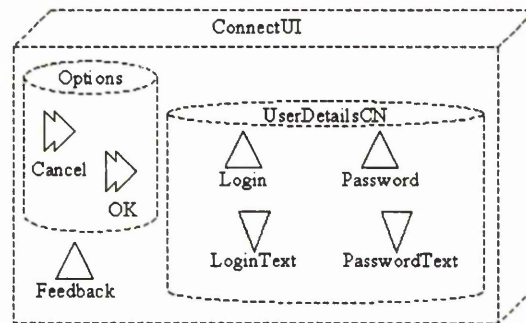 ConnectUI
Options
UserDetailsCN
Cancel
OK
Login
Password
LoginText
PasswordText
Feedback